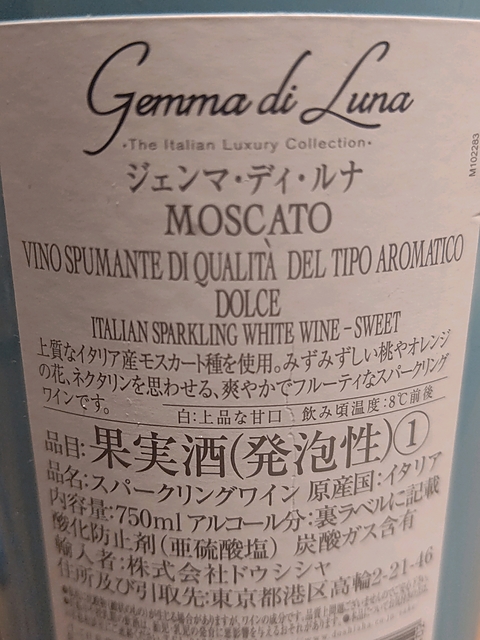 Gemma di Luna
·The Italian Luxury Collection·
M102283
ジェンマ・ディ・ルナ
MOSCATO
VINO SPUMANTE DI QUALITÀ DEL TIPO AROMATICO
DOLCE
ITALIAN SPARKLING WHITE WINE – SWEET
上質なイタリア産モスカート種を使用。みずみずしい桃やオレンジ
の花、ネクタリンを思わせる、爽やかでフルーティなスパークリング
ワインです。
白:上品な甘口 飲み頃温度:8℃前後
品目:果実酒(発泡性)①
品名:スパークリングワイン 原産国:イタリア
内容量:750ml アルコール分:裏ラベルに記載
酸化防止剤(亜硫酸塩) 炭酸ガス含有
輸入者:株式会社ドウシシャ
住所及び引取先:東京都港区高輪2-21-46